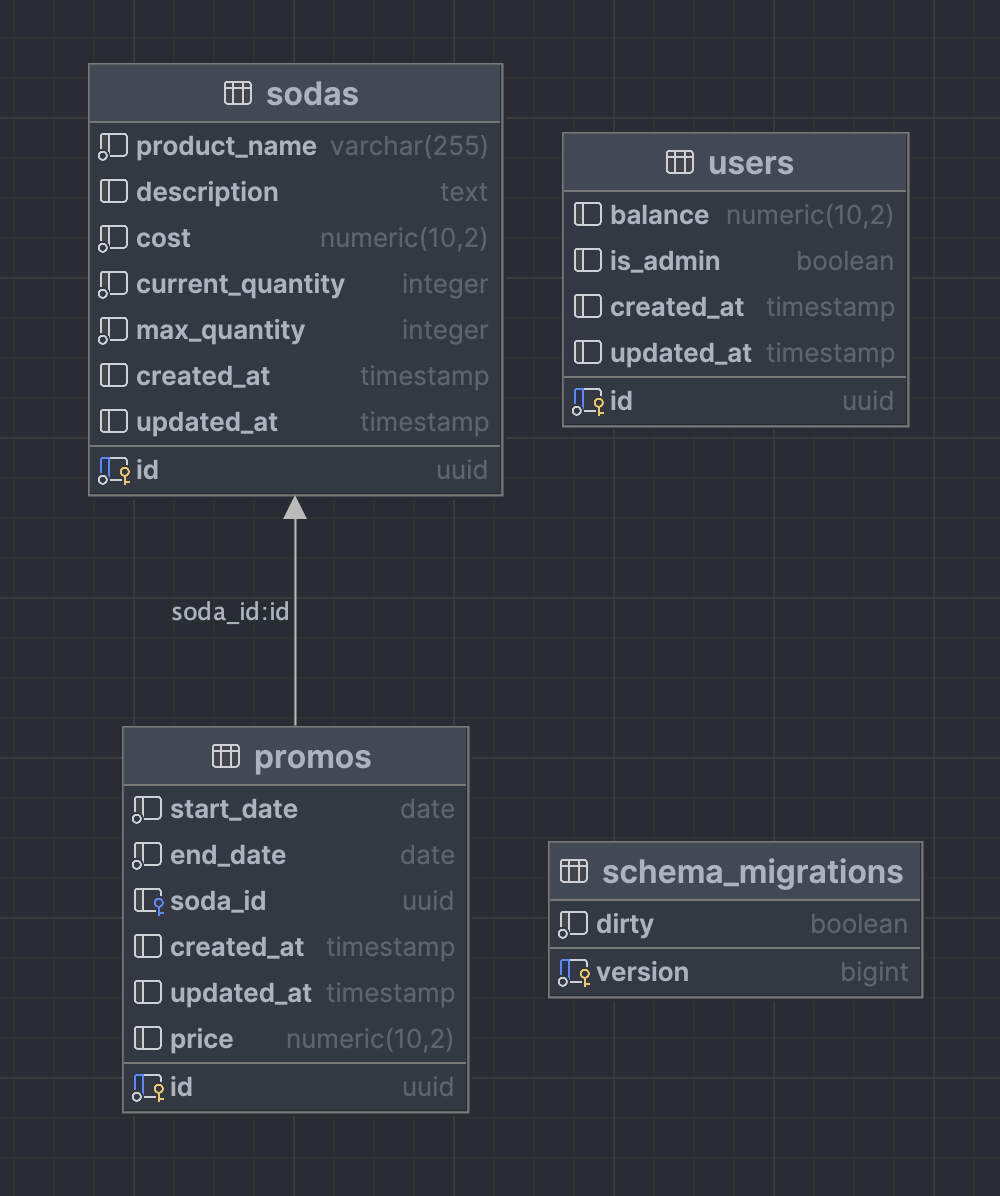 sodas
product_name varchar(255)
description text
cost numeric(10,2)
current_quantity integer
max_quantity integer
created_at timestamp
updated_at timestamp
id uuid
users
balance numeric(10,2)
is_admin boolean
created_at timestamp
updated_at timestamp
id uuid
soda_id:id
promos
start_date date
end_date date
soda_id uuid
created_at timestamp
updated_at timestamp
price numeric(10,2)
id uuid
schema_migrations
dirty boolean
version bigint